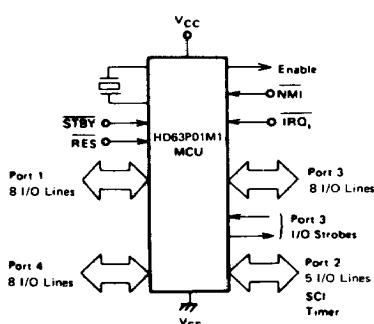 VCC
Enable
NMI
STBY
HD63P01M1
IRQ1
MCU
RES
Port 1
8 I/O Lines
Port 3
8 I/O Lines
Port 3
I/O Strobes
Port 4
8 I/O Lines
Port 2
5 I/O Lines
SCI
Timer
VSS